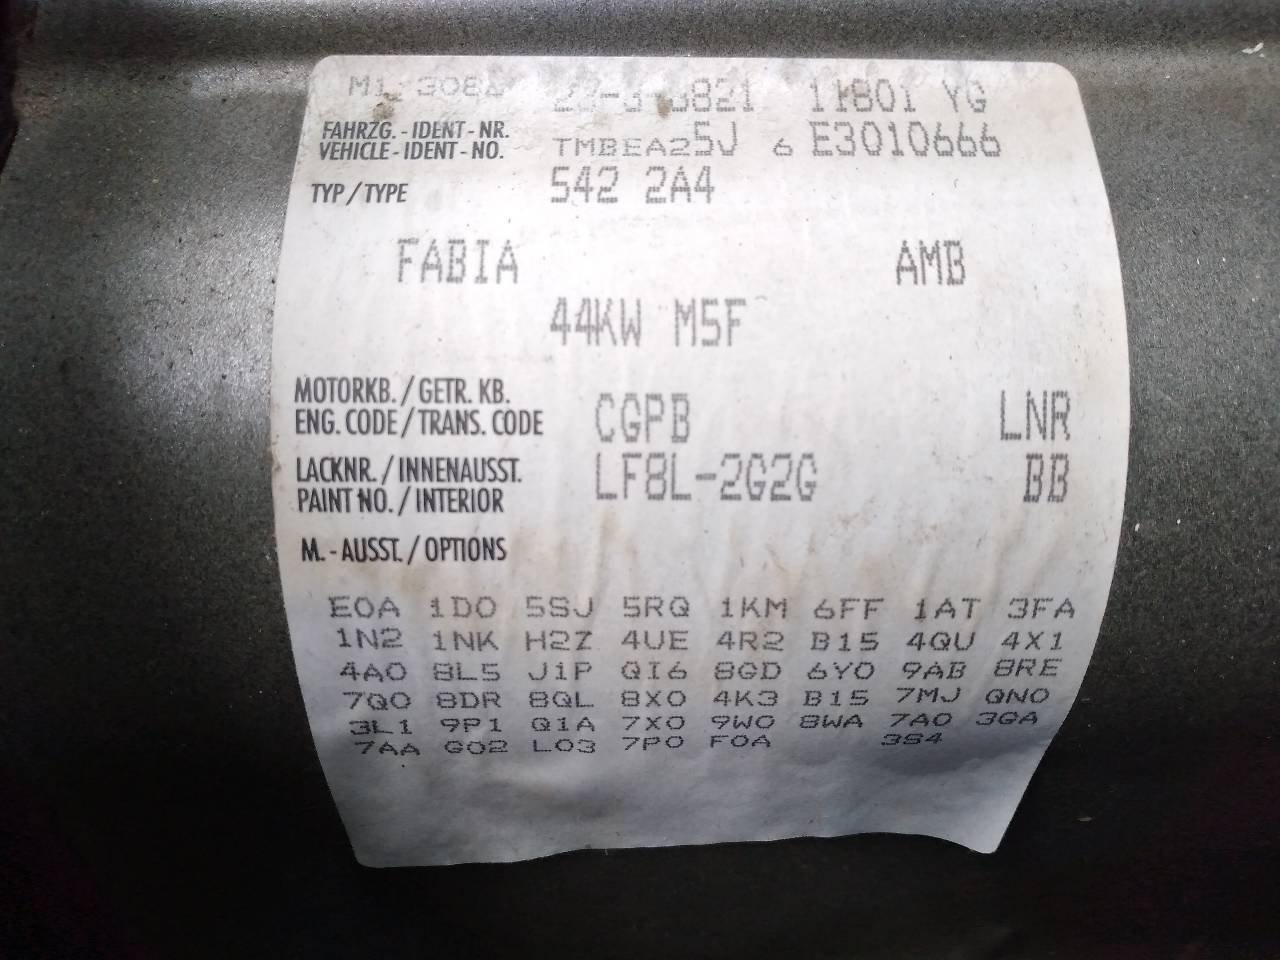 M1 308 11801 YG
FAHRZG. - IDENT - NR.
VEHICLE - IDENT - NO. TMBEA25J 6 E3010666
TYP / TYPE 542 2A4
FABIA AMB
44KW M5F
MOTORKB. / GETR. KB.
ENG. CODE / TRANS. CODE CGPB LNR
LACKNR. / INNENAUSST.
PAINT NO. / INTERIOR LF8L-2G2G BB
M. - AUSST. / OPTIONS
E0A 1D0 5SJ 5RQ 1KM 6FF 1AT 3FA
1N2 1NK H2Z 4UE 4R2 B15 4QU 4X1
4A0 8L5 J1P QI6 8GD 6Y0 9AB 8RE
7Q0 8DR 8QL 8X0 4K3 B15 7MJ QN0
3L1 9P1 Q1A 7X0 9W0 8WA 7A0 3GA
7AA G02 L03 7P0 F0A 3S4